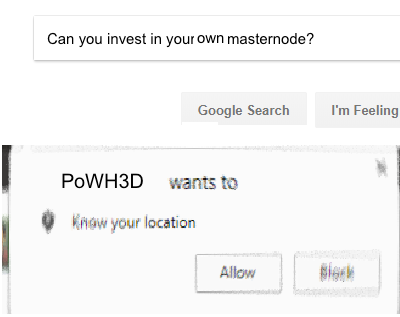 Can you invest in your own masternode?
Google Search
I'm Feeling
PoWH3D wants to
Know your location
Allow
Block